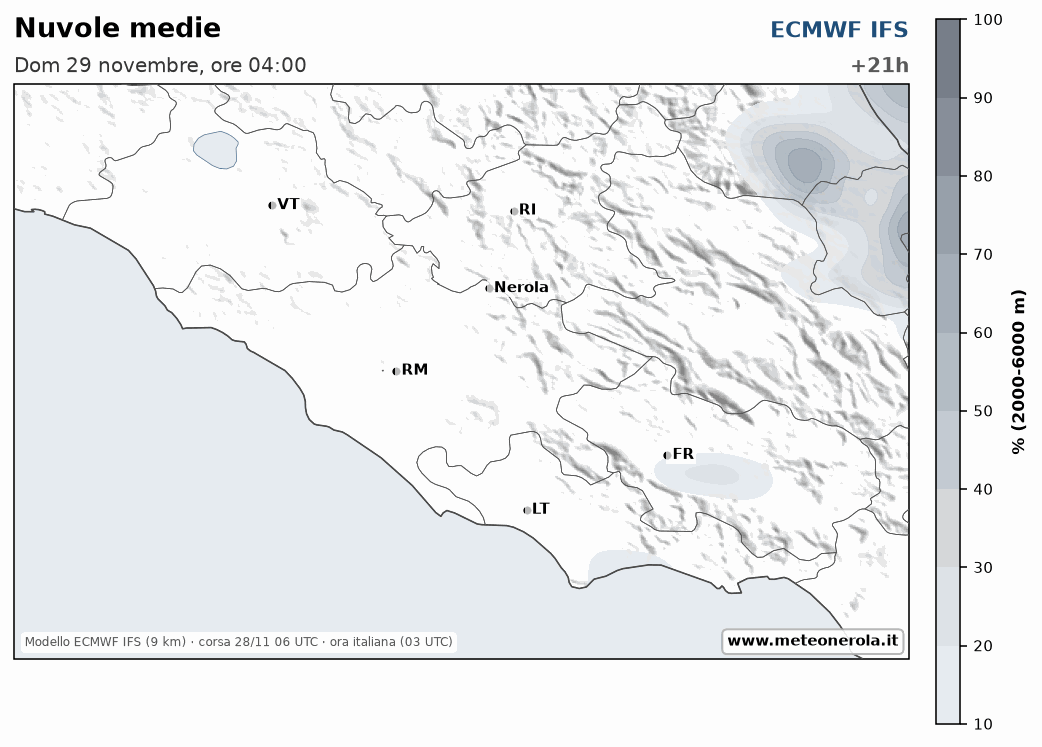 Nuvole medie
ECMWF IFS
Dom 29 novembre, ore 04:00
+21h
VT
RI
Nerola
RM
FR
LT
Modello ECMWF IFS (9 km) · corsa 28/11 06 UTC · ora italiana (03 UTC)
www.meteonerola.it
100
90
80
70
60
50
40
30
20
10
% (2000-6000 m)